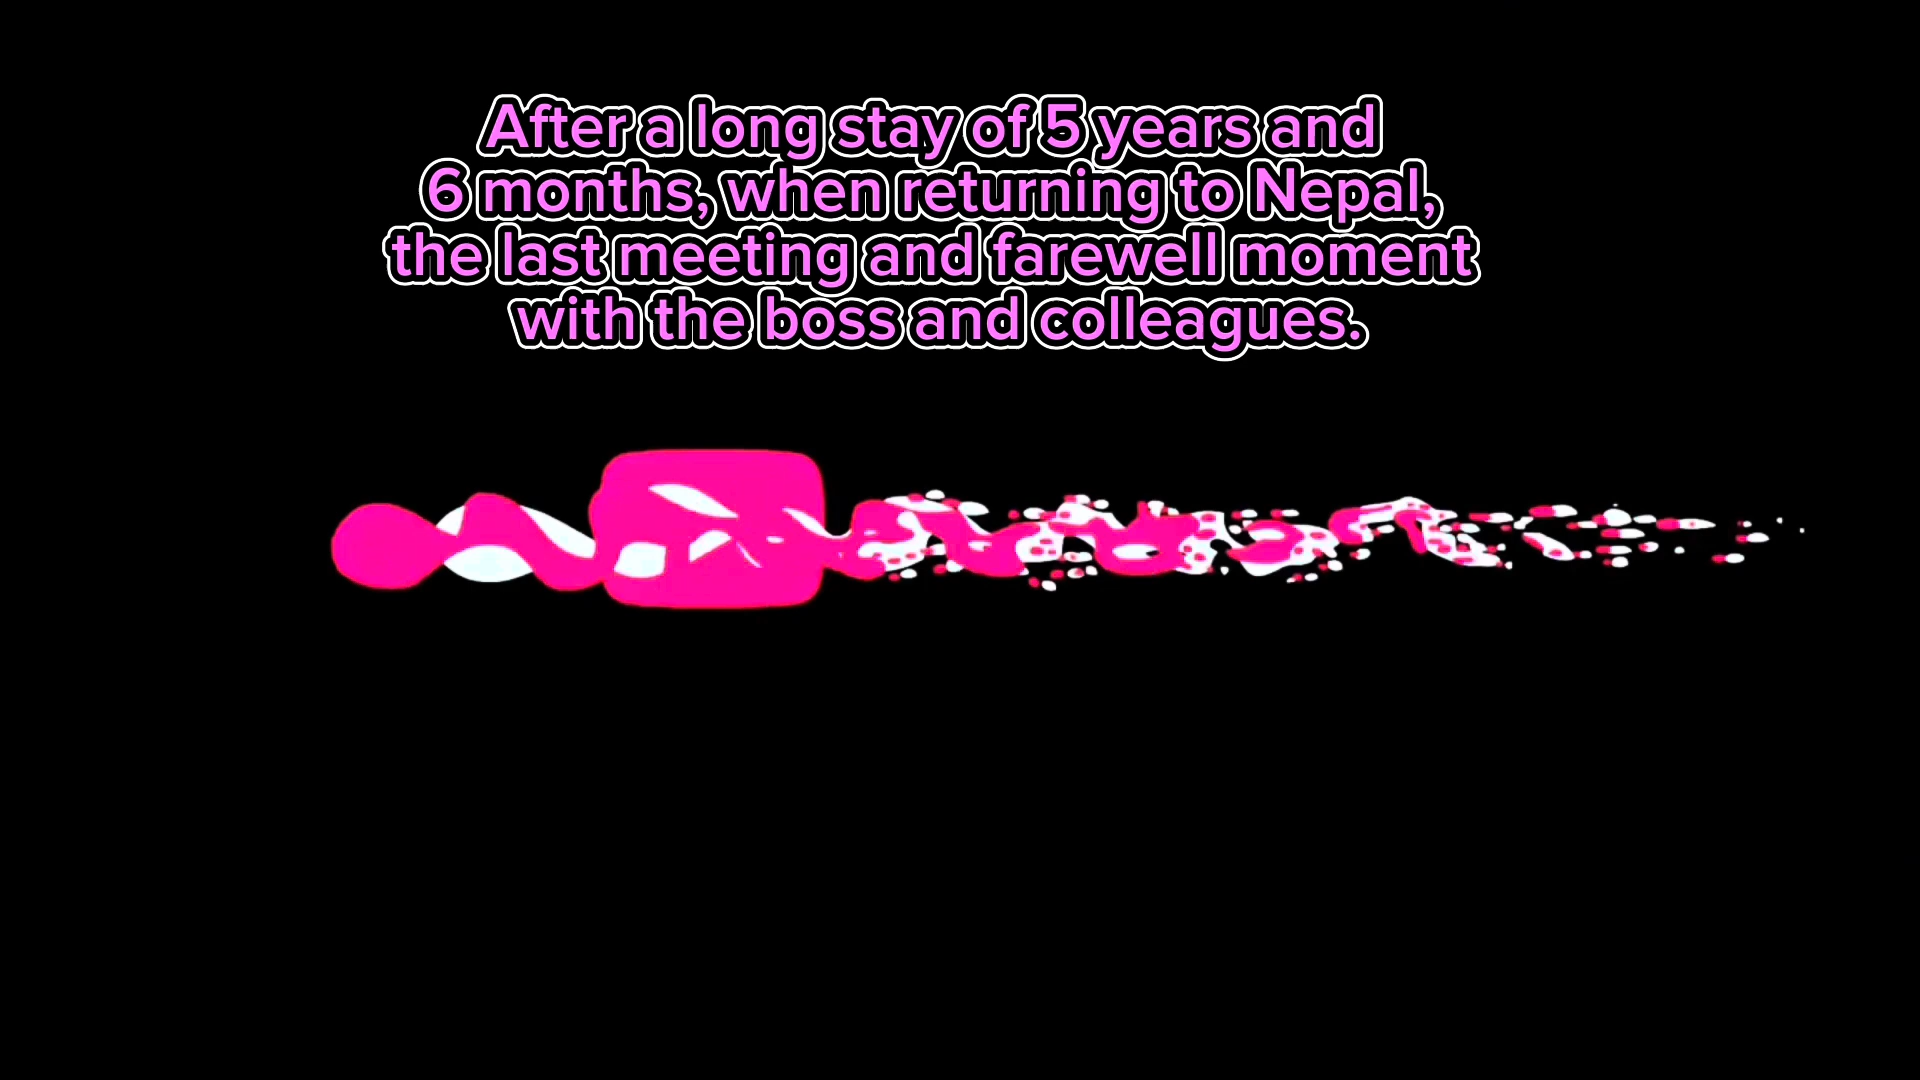 After a long stay of 5 years and
6 months, when returning to Nepal,
the last meeting and farewell moment
with the boss and colleagues.